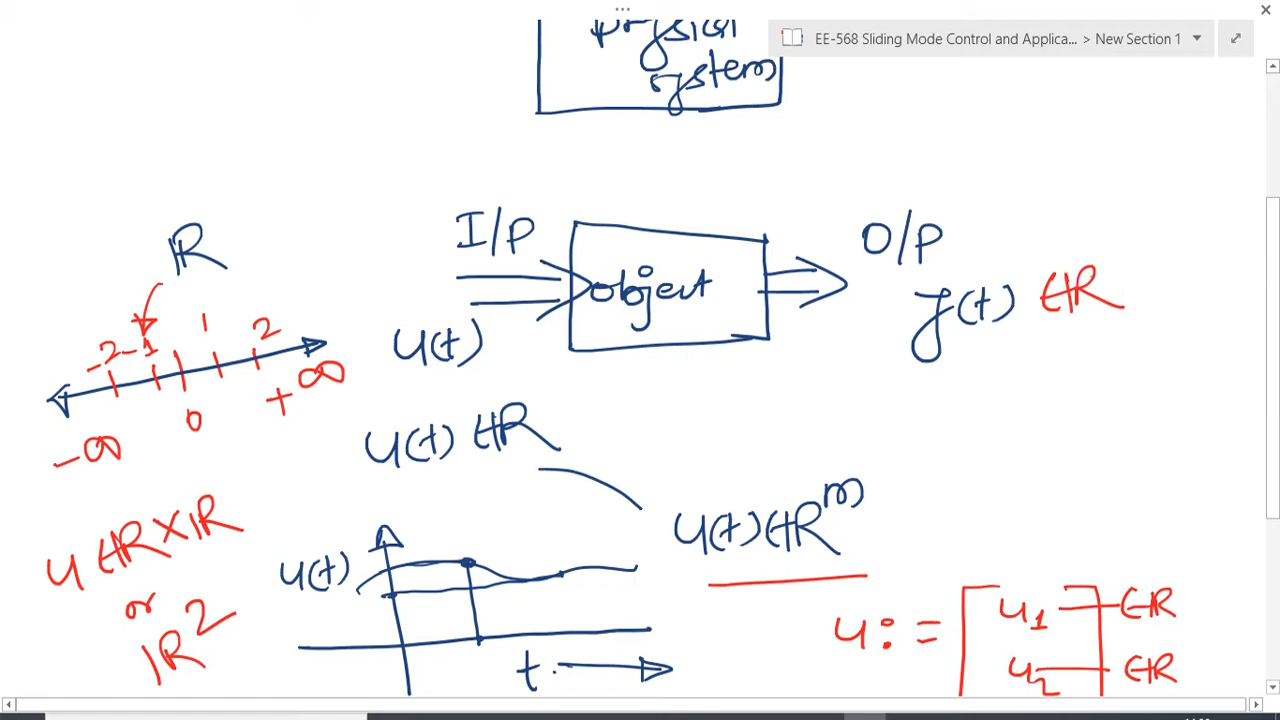 EE-568 Sliding Mode Control and Applica... > New Section 1
physical
system
I/P
O/P
ℝ
object
y(t) ∈ℝ
u(t)
-2 -1 0 1 2
-∞
+∞
u(t) ∈ℝ
u(t)∈ℝᵐ
u ∈ℝ×ℝ
or
ℝ²
u(t)
t
u := [u₁ ∈ℝ
u₂ ∈ℝ